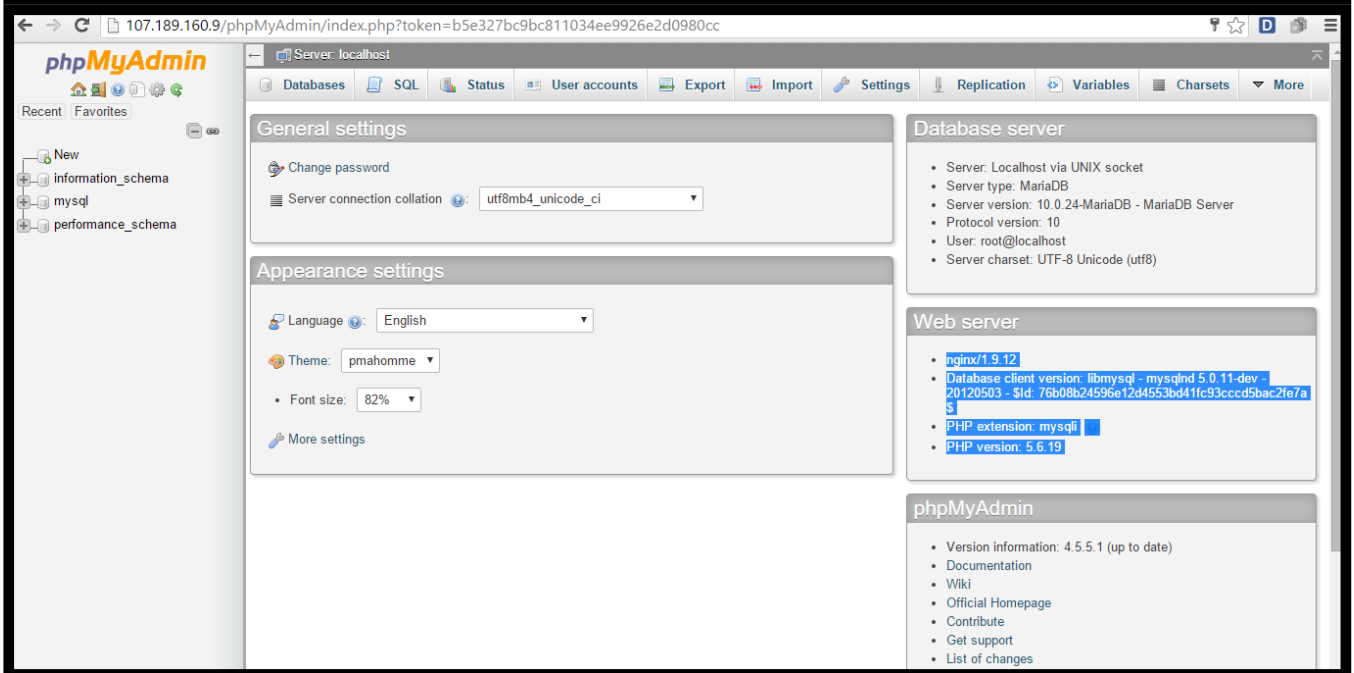 107.189.160.9/phpMyAdmin/index.php?token=b5e327bc9bc811034ee9926e2d0980cc
phpMyAdmin
Recent Favorites
New
information_schema
mysql
performance_schema
Server: localhost
Databases SQL Status User accounts Export Import Settings Replication Variables Charsets More
General settings
Change password
Server connection collation : utf8mb4_unicode_ci
Appearance settings
Language : English
Theme: pmahomme
Font size: 82%
More settings
Database server
Server: Localhost via UNIX socket
Server type: MariaDB
Server version: 10.0.24-MariaDB - MariaDB Server
Protocol version: 10
User: root@localhost
Server charset: UTF-8 Unicode (utf8)
Web server
nginx/1.9.12
Database client version: libmysql - mysqlnd 5.0.11-dev -
20120503 - $Id: 76b08b24596e12d4553bd41fc93cccd5bac2fe7a
$
PHP extension: mysqli
PHP version: 5.6.19
phpMyAdmin
Version information: 4.5.5.1 (up to date)
Documentation
Wiki
Official Homepage
Contribute
Get support
List of changes